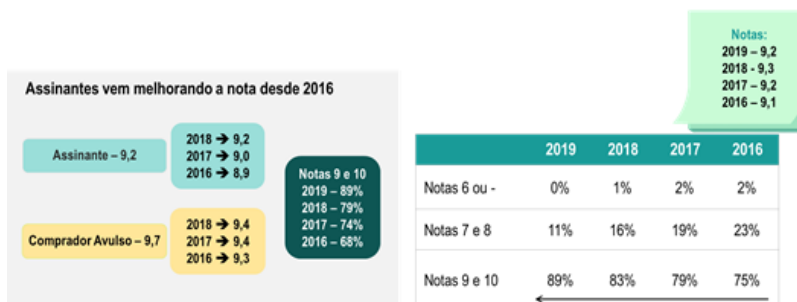 Notas:
2019 – 9,2
2018 - 9,3
2017 – 9,2
2016 – 9,1
Assinantes vem melhorando a nota desde 2016
Assinante – 9,2
2018 ➔ 9,2
2017 ➔ 9,0
2016 ➔ 8,9
Comprador Avulso – 9,7
2018 ➔ 9,4
2017 ➔ 9,4
2016 ➔ 9,3
Notas 9 e 10
2019 – 89%
2018 – 79%
2017 – 74%
2016 – 68%
2019 2018 2017 2016
Notas 6 ou - 0% 1% 2% 2%
Notas 7 e 8 11% 16% 19% 23%
Notas 9 e 10 89% 83% 79% 75%